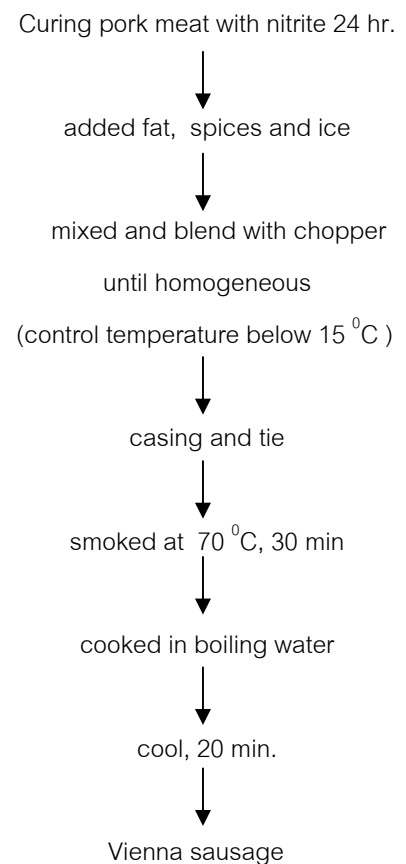 Curing pork meat with nitrite 24 hr.
added fat, spices and ice
mixed and blend with chopper
until homogeneous
(control temperature below 15 ⁰C )
casing and tie
smoked at 70 ⁰C, 30 min
cooked in boiling water
cool, 20 min.
Vienna sausage